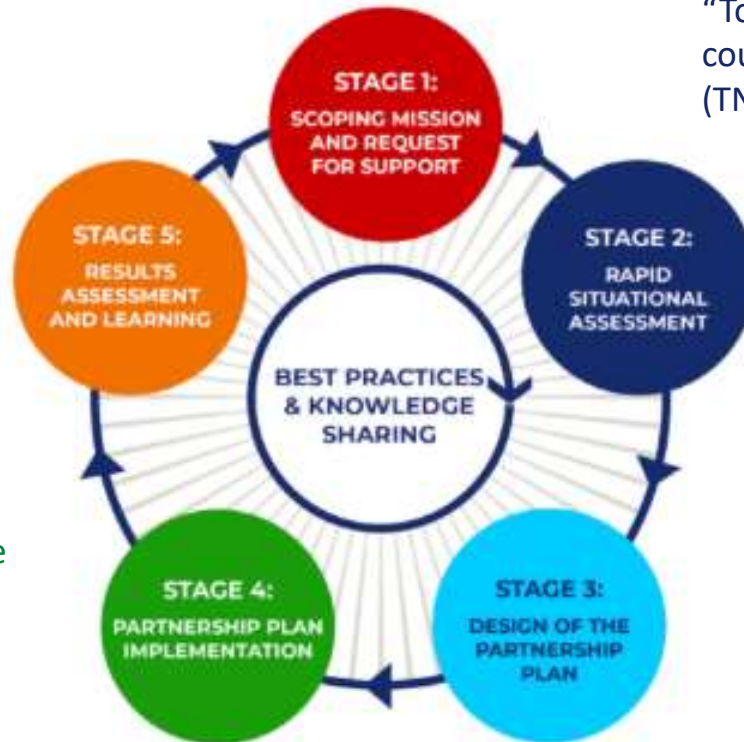 STAGE 1:
SCOPING MISSION
AND REQUEST
FOR SUPPORT
STAGE 2:
RAPID
SITUATIONAL
ASSESSMENT
STAGE 3:
DESIGN OF THE
PARTNERSHIP
PLAN
STAGE 4:
PARTNERSHIP PLAN
IMPLEMENTATION
STAGE 5:
RESULTS
ASSESSMENT
AND LEARNING
BEST PRACTICES
& KNOWLEDGE
SHARING